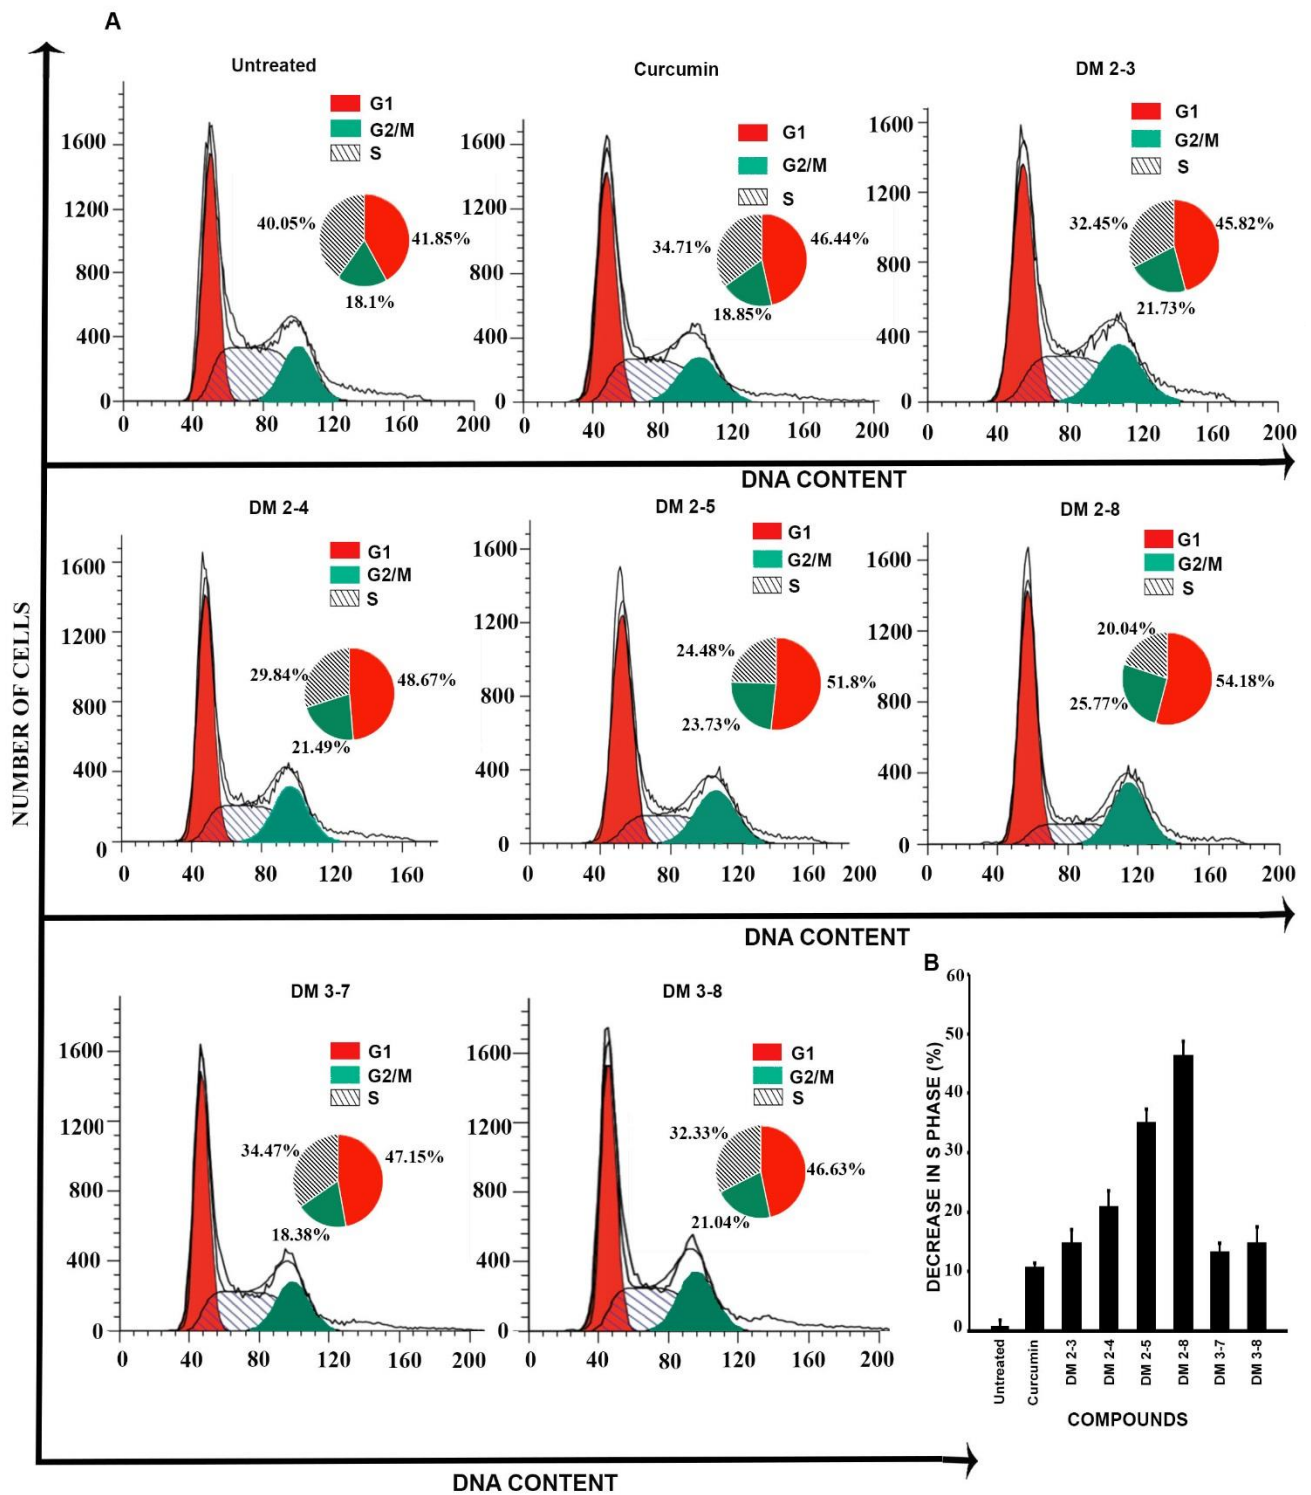 A
Untreated
G1
G2/M
S
1600
1200
800
400
0
40.05%
41.85%
18.1%
0 40 80 120 160 200
Curcumin
G1
G2/M
S
1600
1200
800
400
0
34.71%
46.44%
18.85%
0 40 80 120 160 200
DM 2-3
G1
G2/M
S
1600
1200
800
400
0
32.45%
45.82%
21.73%
0 40 80 120 160 200
DNA CONTENT
NUMBER OF CELLS
DM 2-4
G1
G2/M
S
1600
1200
800
400
0
29.84%
48.67%
21.49%
0 40 80 120 160
DM 2-5
G1
G2/M
S
1600
1200
800
400
0
24.48%
51.8%
23.73%
0 40 80 120 160 200
DM 2-8
G1
G2/M
S
1600
1200
800
400
0
20.04%
54.18%
25.77%
0 40 80 120 160 200
DNA CONTENT
DM 3-7
G1
G2/M
S
1600
1200
800
400
0
34.47%
47.15%
18.38%
0 40 80 120 160 200
DM 3-8
G1
G2/M
S
1600
1200
800
400
0
32.33%
46.63%
21.04%
0 40 80 120 160 200
DNA CONTENT
B
DECREASE IN S PHASE (%)
60
50
40
30
20
10
0
Untreated
Curcumin
DM 2-3
DM 2-4
DM 2-5
DM 2-8
DM 3-7
DM 3-8
COMPOUNDS